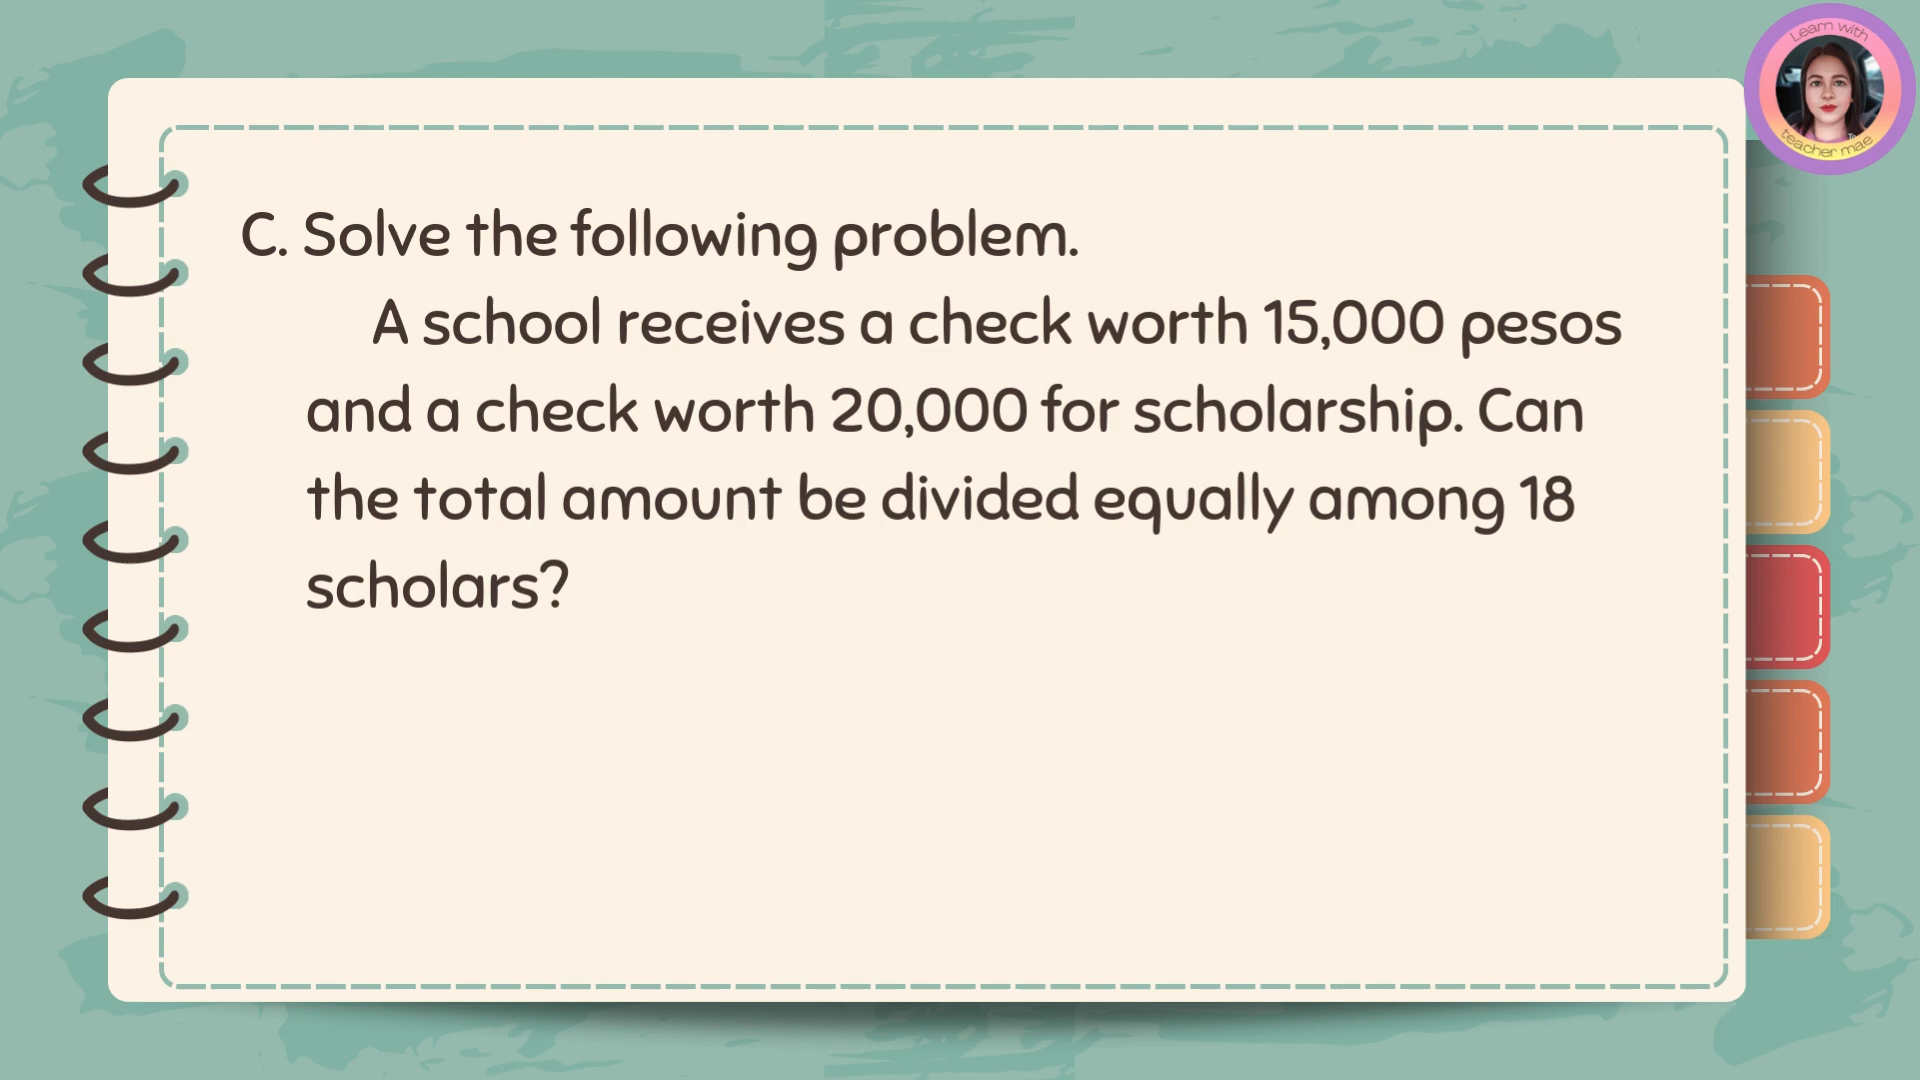 Learn with
teacher mae
C. Solve the following problem.
A school receives a check worth 15,000 pesos
and a check worth 20,000 for scholarship. Can
the total amount be divided equally among 18
scholars?